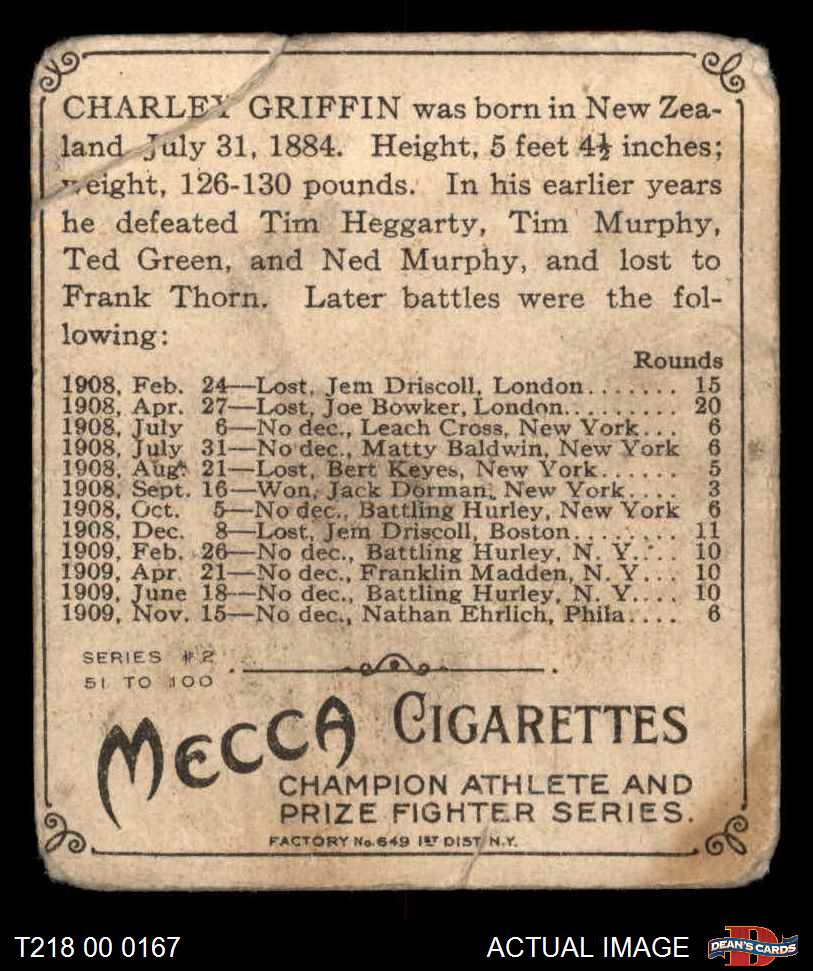 CHARLEY GRIFFIN was born in New Zea-
land July 31, 1884. Height, 5 feet 4½ inches;
weight, 126-130 pounds. In his earlier years
he defeated Tim Heggarty, Tim Murphy,
Ted Green, and Ned Murphy, and lost to
Frank Thorn. Later battles were the fol-
lowing:
Rounds
1908, Feb. 24—Lost, Jem Driscoll, London....... 15
1908, Apr. 27—Lost, Joe Bowker, London......... 20
1908, July 6—No dec., Leach Cross, New York... 6
1908, July 31—No dec., Matty Baldwin, New York 6
1908, Aug. 21—Lost, Bert Keyes, New York...... 5
1908, Sept. 16—Won, Jack Dorman, New York.... 3
1908, Oct. 5—No dec., Battling Hurley, New York 6
1908, Dec. 8—Lost, Jem Driscoll, Boston........ 11
1909, Feb. 26—No dec., Battling Hurley, N. Y.... 10
1909, Apr. 21—No dec., Franklin Madden, N. Y... 10
1909, June 18—No dec., Battling Hurley, N. Y.... 10
1909, Nov. 15—No dec., Nathan Ehrlich, Phila.... 6
SERIES #2
51 TO 100
MECCA CIGARETTES
CHAMPION ATHLETE AND
PRIZE FIGHTER SERIES.
FACTORY No. 649 1ST DIST. N.Y.
T218 00 0167
ACTUAL IMAGE
D
DEAN'S CARDS